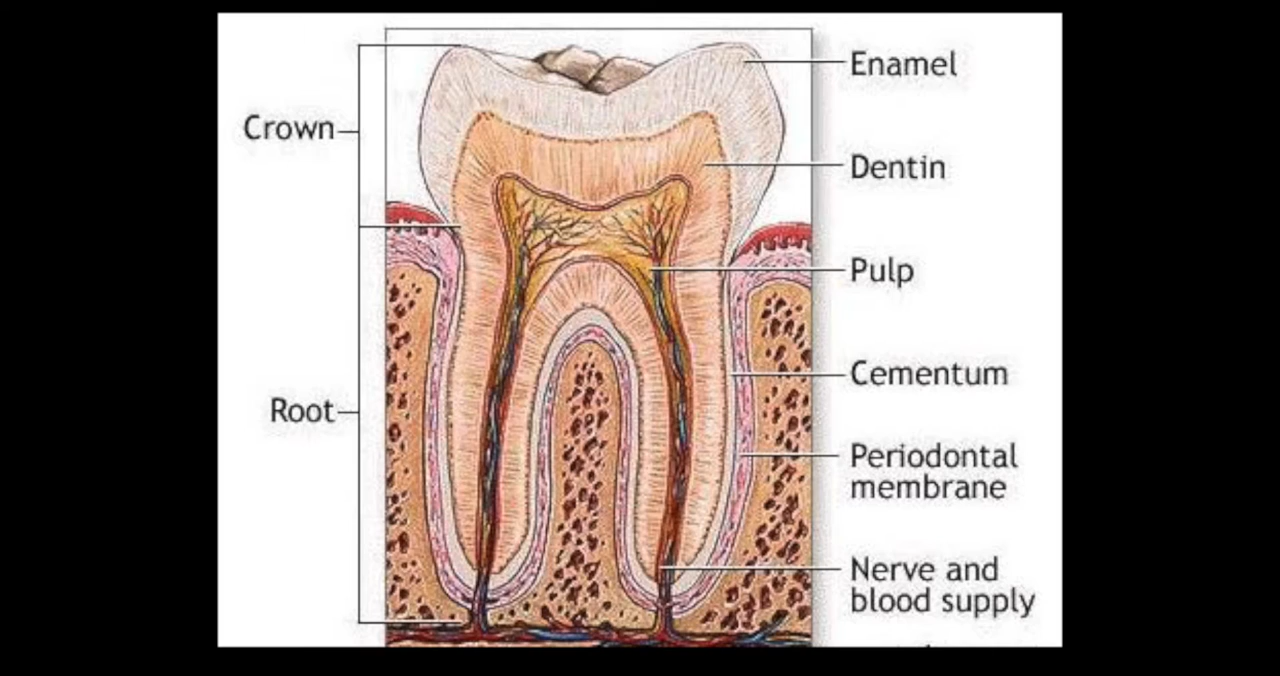 Crown
Root
Enamel
Dentin
Pulp
Cementum
Periodontal
membrane
Nerve and
blood supply